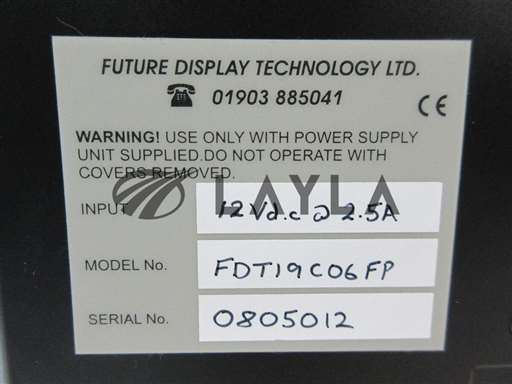 FUTURE DISPLAY TECHNOLOGY LTD.
01903 885041
CE
WARNING! USE ONLY WITH POWER SUPPLY
UNIT SUPPLIED.DO NOT OPERATE WITH
COVERS REMOVED.
LAYLA
INPUT 12Vd.c @ 2.5A
MODEL No. FDT19C06FP
SERIAL No. 0805012